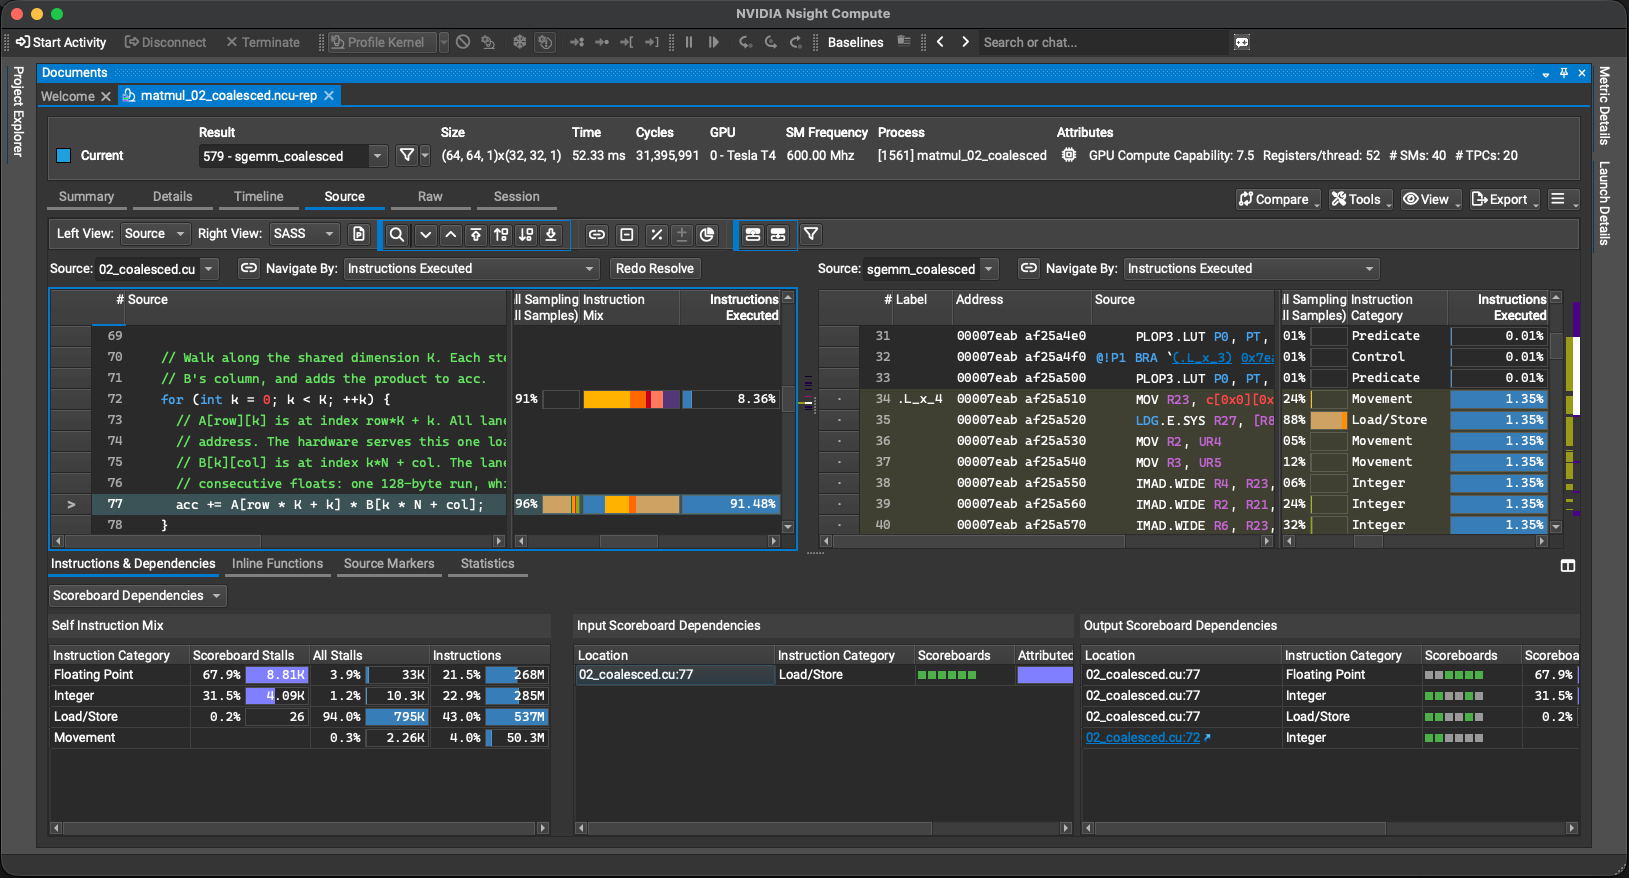 NVIDIA Nsight Compute
Start Activity Disconnect Terminate Profile Kernel Baselines Search or chat...
Project Explorer
Metric Details
Launch Details
Documents
Welcome matmul_02_coalesced.ncu-rep
Result Size Time Cycles GPU SM Frequency Process Attributes
Current 579 - sgemm_coalesced (64, 64, 1)x(32, 32, 1) 52.33 ms 31,395,991 0 - Tesla T4 600.00 Mhz [1561] matmul_02_coalesced GPU Compute Capability: 7.5 Registers/thread: 52 # SMs: 40 # TPCs: 20
Summary Details Timeline Source Raw Session Compare Tools View Export
Left View: Source Right View: SASS
Source: 02_coalesced.cu Navigate By: Instructions Executed Redo Resolve
# Source ll Sampling Instruction Instructions
ll Samples) Mix Executed
69
70 // Walk along the shared dimension K. Each ste
71 // B's column, and adds the product to acc.
72 for (int k = 0; k < K; ++k) { 91% 8.36%
73 // A[row][k] is at index row*K + k. All lane
74 // address. The hardware serves this one loa
75 // B[k][col] is at index k*N + col. The lane
76 // consecutive floats: one 128-byte run, whi
> 77 acc += A[row * K + k] * B[k * N + col]; 96% 91.48%
78 }
Source: sgemm_coalesced Navigate By: Instructions Executed
# Label Address Source ll Sampling Instruction Instructions
ll Samples) Category Executed
31 00007eab af25a4e0 PLOP3.LUT P0, PT, 01% Predicate 0.01%
32 00007eab af25a4f0 @!P1 BRA `(.L_x_3) 0x7ea 01% Control 0.01%
33 00007eab af25a500 PLOP3.LUT P0, PT, 01% Predicate 0.01%
34 .L_x_4 00007eab af25a510 MOV R23, c[0x0][0x 24% Movement 1.35%
35 00007eab af25a520 LDG.E.SYS R27, [R8 88% Load/Store 1.35%
36 00007eab af25a530 MOV R2, UR4 05% Movement 1.35%
37 00007eab af25a540 MOV R3, UR5 12% Movement 1.35%
38 00007eab af25a550 IMAD.WIDE R4, R23, 06% Integer 1.35%
39 00007eab af25a560 IMAD.WIDE R2, R21, 24% Integer 1.35%
40 00007eab af25a570 IMAD.WIDE R6, R23, 32% Integer 1.35%
Instructions & Dependencies Inline Functions Source Markers Statistics
Scoreboard Dependencies
Self Instruction Mix
Instruction Category Scoreboard Stalls All Stalls Instructions
Floating Point 67.9% 8.81K 3.9% 33K 21.5% 268M
Integer 31.5% 4.09K 1.2% 10.3K 22.9% 285M
Load/Store 0.2% 26 94.0% 795K 43.0% 537M
Movement 0.3% 2.26K 4.0% 50.3M
Input Scoreboard Dependencies
Location Instruction Category Scoreboards Attributed
02_coalesced.cu:77 Load/Store
Output Scoreboard Dependencies
Location Instruction Category Scoreboards Scoreboa
02_coalesced.cu:77 Floating Point 67.9%
02_coalesced.cu:77 Integer 31.5%
02_coalesced.cu:77 Load/Store 0.2%
02_coalesced.cu:72 Integer